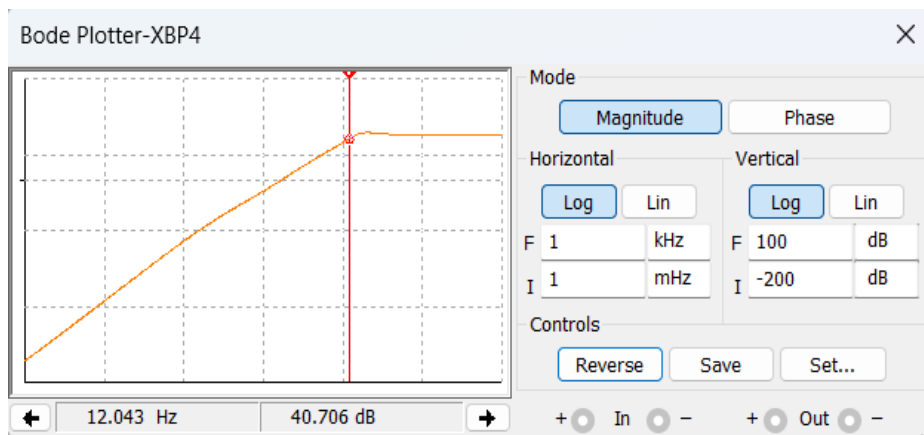 Bode Plotter-XBP4
Mode
Magnitude Phase
Horizontal Vertical
Log Lin Log Lin
F 1 kHz F 100 dB
I 1 mHz I -200 dB
Controls
Reverse Save Set...
12.043 Hz 40.706 dB + In − + Out −